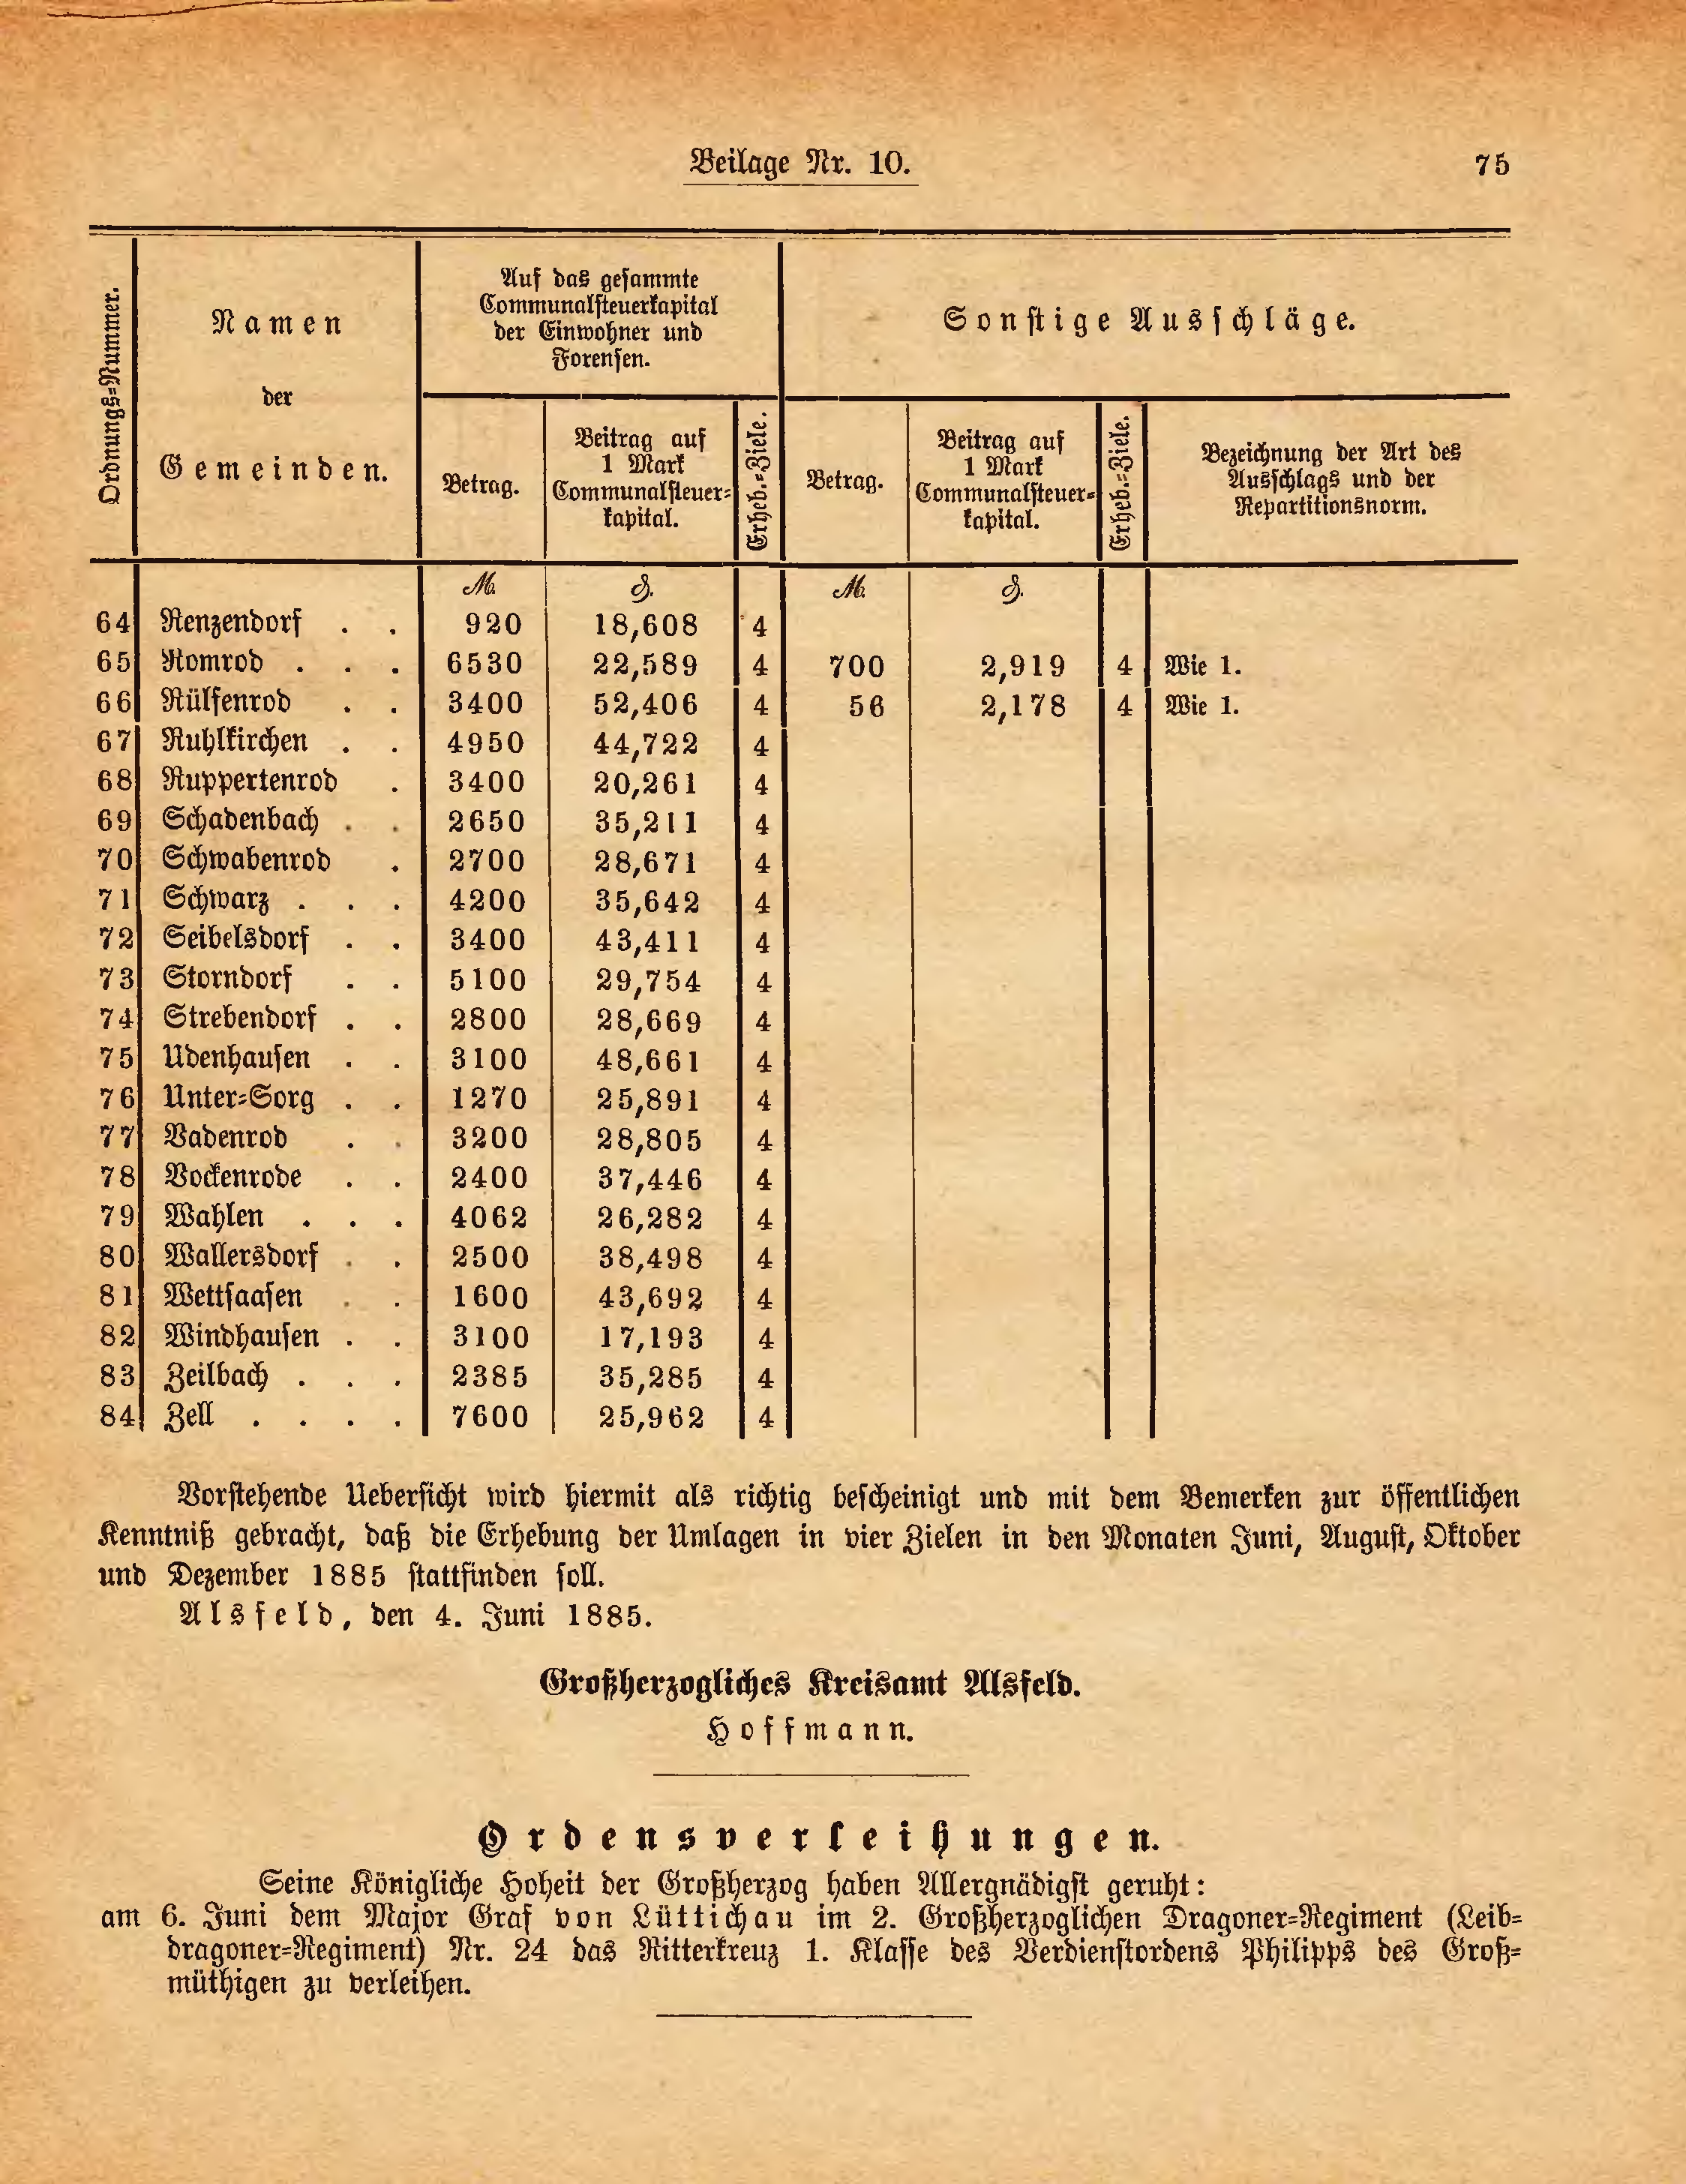 Beilage Nr. 10.
75
Ordnungs=Nummer.
Namen
der
Gemeinden.
Auf das gesammte
Communalsteuerkapital
der Einwohner und
Forensen.
Sonstige Ausschläge.
Betrag.
Beitrag auf
1 Mark
Communalsteuer=
kapital.
Erheb.=Ziele.
Betrag.
Beitrag auf
1 Mark
Communalsteuer=
kapital.
Erheb.=Ziele.
Bezeichnung der Art des
Ausschlags und der
Repartitionsnorm.
ℳ. ₰. ℳ. ₰.
64 Renzendorf . . 920 18,608 4
65 Romrod . . . 6530 22,589 4 700 2,919 4 Wie 1.
66 Rülfenrod . . 3400 52,406 4 56 2,178 4 Wie 1.
67 Ruhlkirchen . . 4950 44,722 4
68 Ruppertenrod . 3400 20,261 4
69 Schadenbach . . 2650 35,211 4
70 Schwabenrod . 2700 28,671 4
71 Schwarz . . . 4200 35,642 4
72 Seibelsdorf . . 3400 43,411 4
73 Storndorf . . 5100 29,754 4
74 Strebendorf . . 2800 28,669 4
75 Udenhausen . . 3100 48,661 4
76 Unter=Sorg . . 1270 25,891 4
77 Vadenrod . . 3200 28,805 4
78 Vockenrode . . 2400 37,446 4
79 Wahlen . . . 4062 26,282 4
80 Wallersdorf . . 2500 38,498 4
81 Wettsaasen . . 1600 43,692 4
82 Windhausen . . 3100 17,193 4
83 Zeilbach . . . 2385 35,285 4
84 Zell . . . . 7600 25,962 4
Vorstehende Uebersicht wird hiermit als richtig bescheinigt und mit dem Bemerken zur öffentlichen
Kenntniß gebracht, daß die Erhebung der Umlagen in vier Zielen in den Monaten Juni, August, Oktober
und Dezember 1885 stattfinden soll.
Alsfeld, den 4. Juni 1885.
Großherzogliches Kreisamt Alsfeld.
Hoffmann.
Ordensverleihungen.
Seine Königliche Hoheit der Großherzog haben Allergnädigst geruht:
am 6. Juni dem Major Graf von Lüttichau im 2. Großherzoglichen Dragoner=Regiment (Leib=
dragoner=Regiment) Nr. 24 das Ritterkreuz 1. Klasse des Verdienstordens Philipps des Groß=
müthigen zu verleihen.